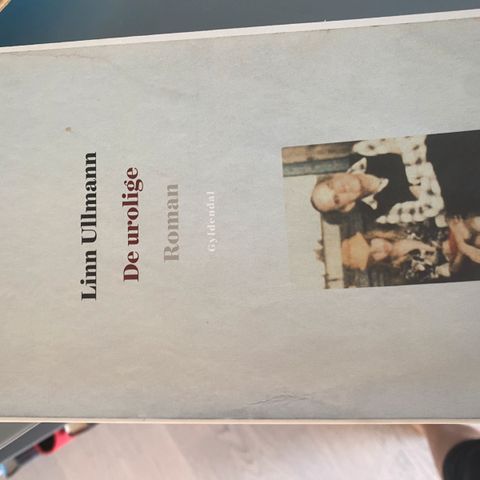 Linn Ullmann
De urolige
Roman
Gyldendal